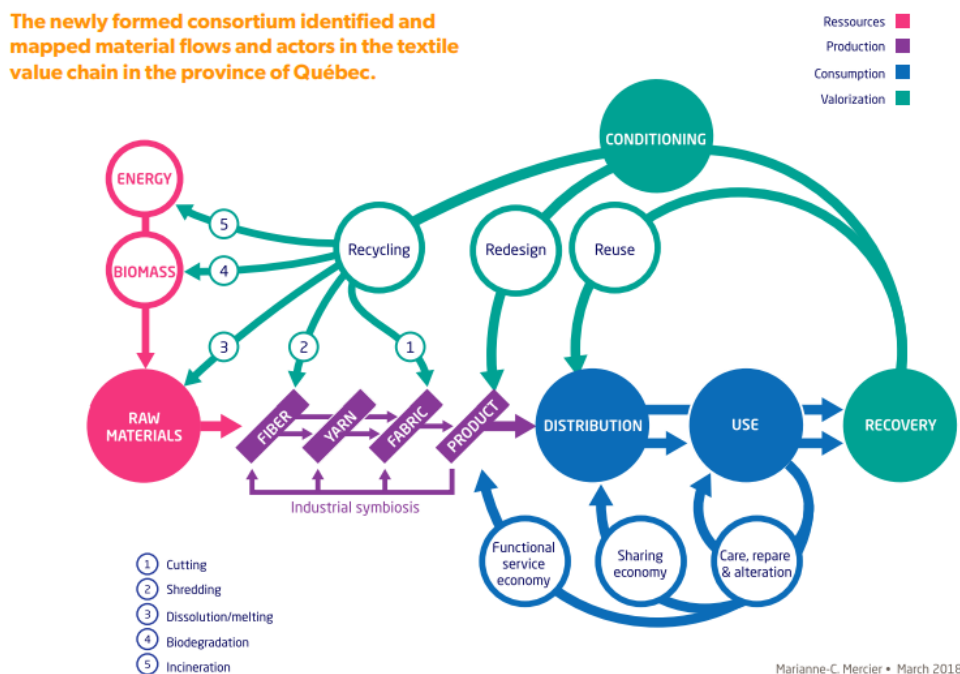 The newly formed consortium identified and
mapped material flows and actors in the textile
value chain in the province of Québec.
Ressources
Production
Consumption
Valorization
CONDITIONING
ENERGY
5
Recycling
Redesign
Reuse
BIOMASS
4
3
2
1
RAW
MATERIALS
FIBER
YARN
FABRIC
PRODUCT
DISTRIBUTION
USE
RECOVERY
Industrial symbiosis
Functional
service
economy
Sharing
economy
Care, repare
& alteration
1 Cutting
2 Shredding
3 Dissolution/melting
4 Biodegradation
5 Incineration
Marianne-C. Mercier • March 2018